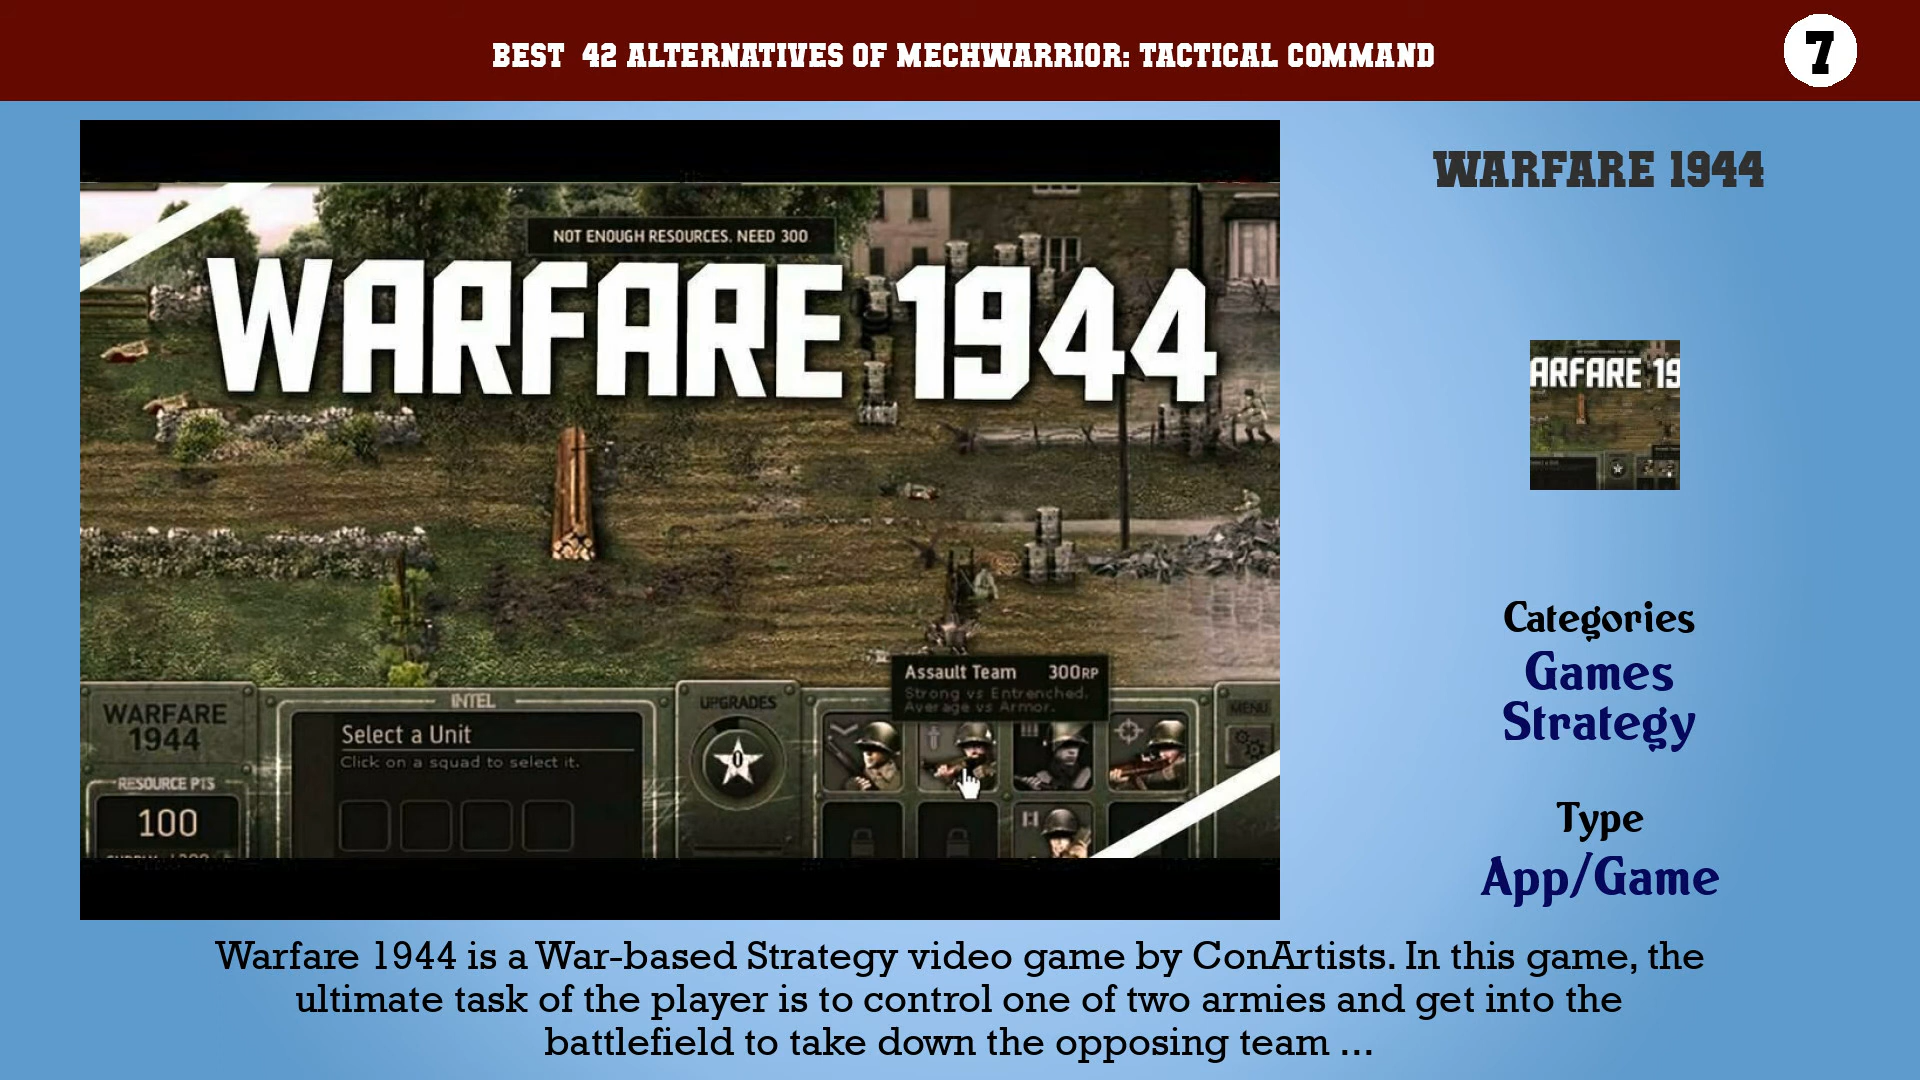 BEST 42 ALTERNATIVES OF MECHWARRIOR: TACTICAL COMMAND
7
WARFARE 1944
NOT ENOUGH RESOURCES. NEED 300
WARFARE 1944
ARFARE 19
Assault Team 300RP
Strong vs Entrenched.
Average vs Armor.
WARFARE
1944
INTEL
UPGRADES
MENU
Select a Unit
Click on a squad to select it.
0
RESOURCE PTS
100
Categories
Games
Strategy
Type
App/Game
Warfare 1944 is a War-based Strategy video game by ConArtists. In this game, the
ultimate task of the player is to control one of two armies and get into the
battlefield to take down the opposing team ...